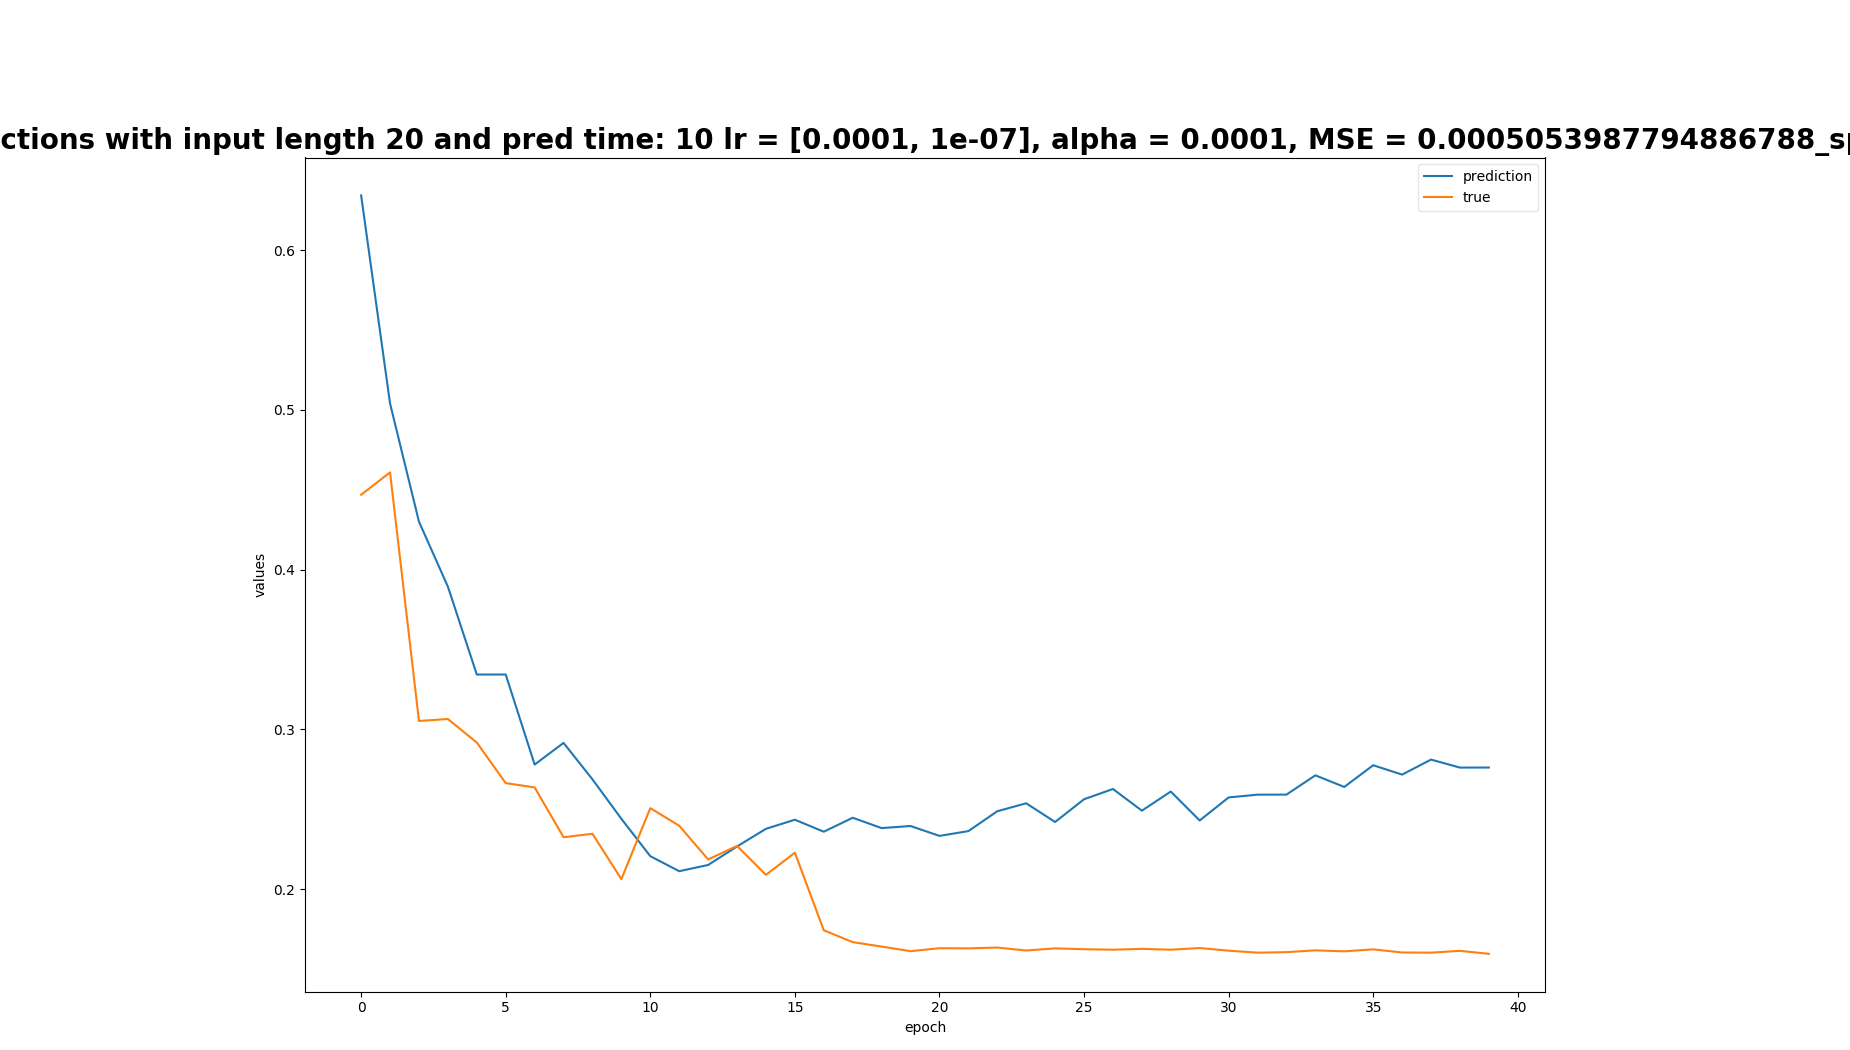 ctions with input length 20 and pred time: 10 lr = [0.0001, 1e-07], alpha = 0.0001, MSE = 0.0005053987794886788_sp
prediction
true
0.6
0.5
0.4
0.3
0.2
values
0 5 10 15 20 25 30 35 40
epoch